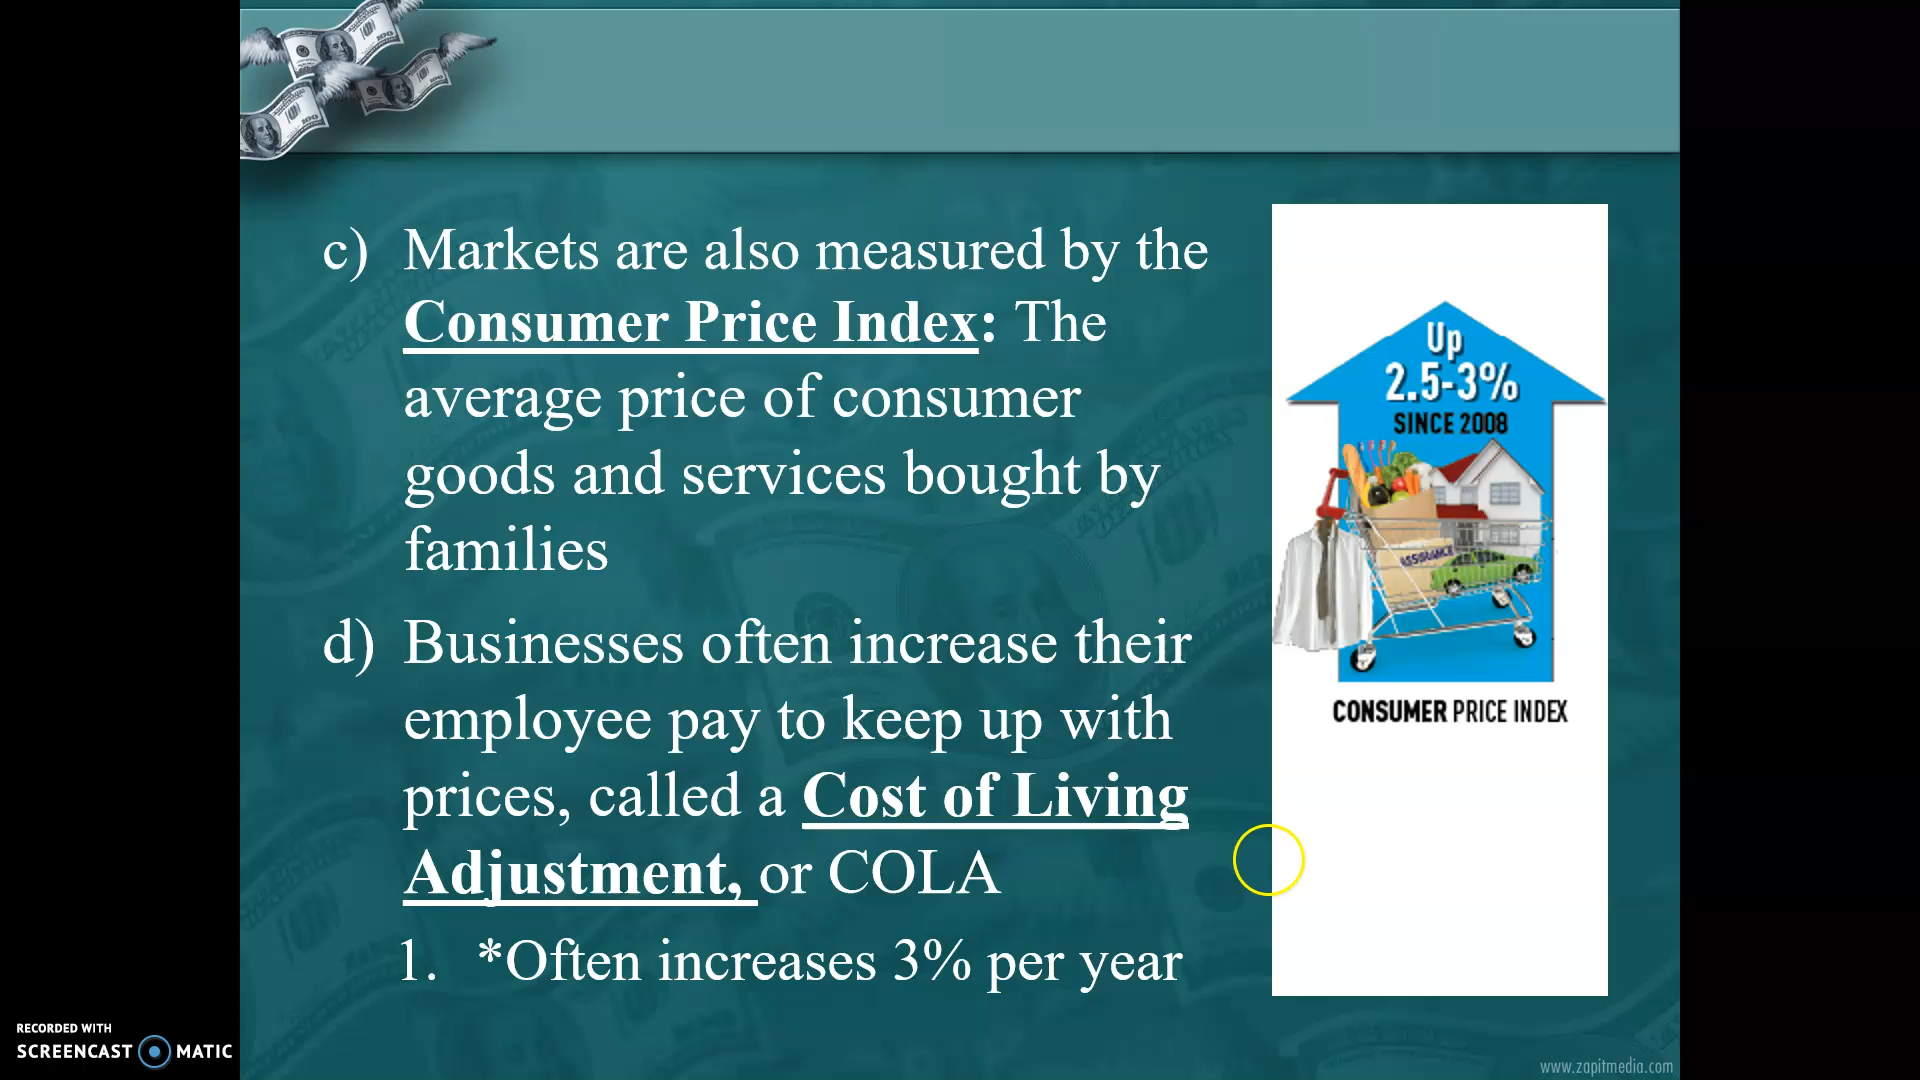 c) Markets are also measured by the
Consumer Price Index: The
average price of consumer
goods and services bought by
families
d) Businesses often increase their
employee pay to keep up with
prices, called a Cost of Living
Adjustment, or COLA
1. *Often increases 3% per year
Up
2.5-3%
SINCE 2008
CONSUMER PRICE INDEX
RECORDED WITH
SCREENCAST MATIC
www.zapitmedia.com